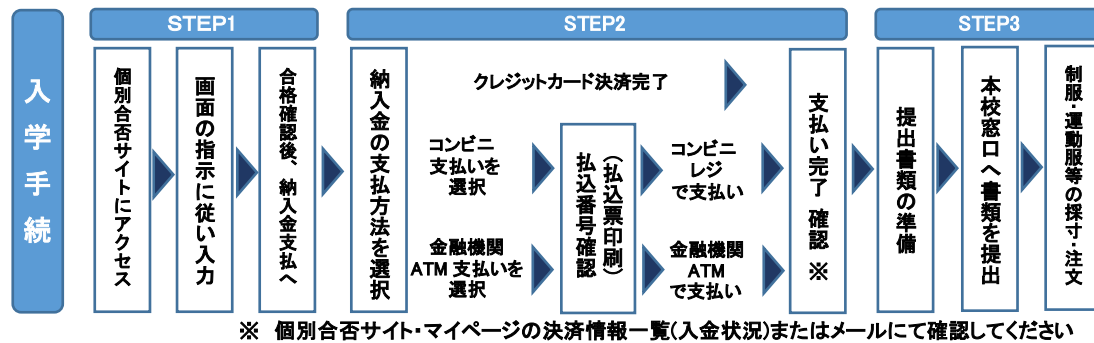 入学手続
STEP1
個別合否サイトにアクセス
画面の指示に従い入力
合格確認後、納入金支払へ
STEP2
納入金の支払方法を選択
クレジットカード決済完了
コンビニ
支払いを
選択
金融機関
ATM 支払いを
選択
払込番号確認
(払込票印刷)
コンビニ
レジ
で支払い
金融機関
ATM
で支払い
支払い完了 確認 ※
STEP3
提出書類の準備
本校窓口へ書類を提出
制服・運動服等の採寸・注文
※ 個別合否サイト・マイページの決済情報一覧(入金状況)またはメールにて確認してください